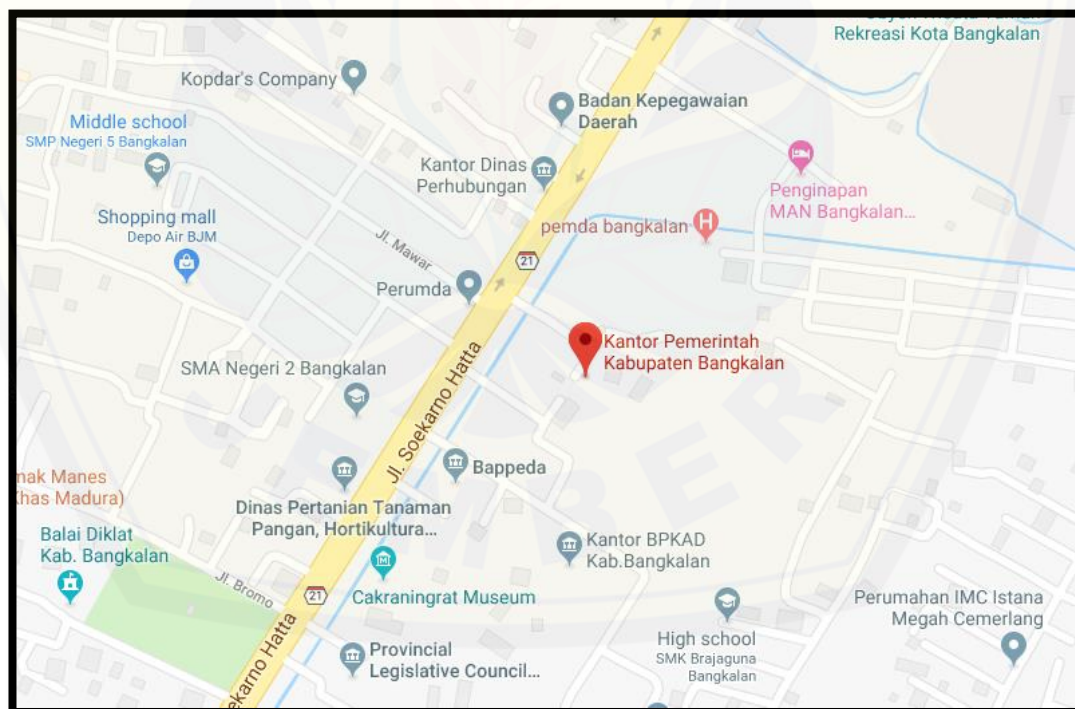 Rekreasi Kota Bangkalan
Kopdar's Company
Badan Kepegawaian
Daerah
Middle school
SMP Negeri 5 Bangkalan
Kantor Dinas
Perhubungan
Penginapan
MAN Bangkalan...
Shopping mall
Depo Air BJM
Jl. Mawar
pemda bangkalan
H
21
Perumda
Kantor Pemerintah
Kabupaten Bangkalan
SMA Negeri 2 Bangkalan
Jl. Soekarno Hatta
Bappeda
nak Manes
Khas Madura)
Dinas Pertanian Tanaman
Pangan, Hortikultura...
Balai Diklat
Kab. Bangkalan
Kantor BPKAD
Kab.Bangkalan
Jl. Bromo
21
Cakraningrat Museum
Perumahan IMC Istana
Megah Cemerlang
High school
SMK Brajaguna
Bangkalan
Provincial
Legislative Council...
ekarno Hatta
JEMBER